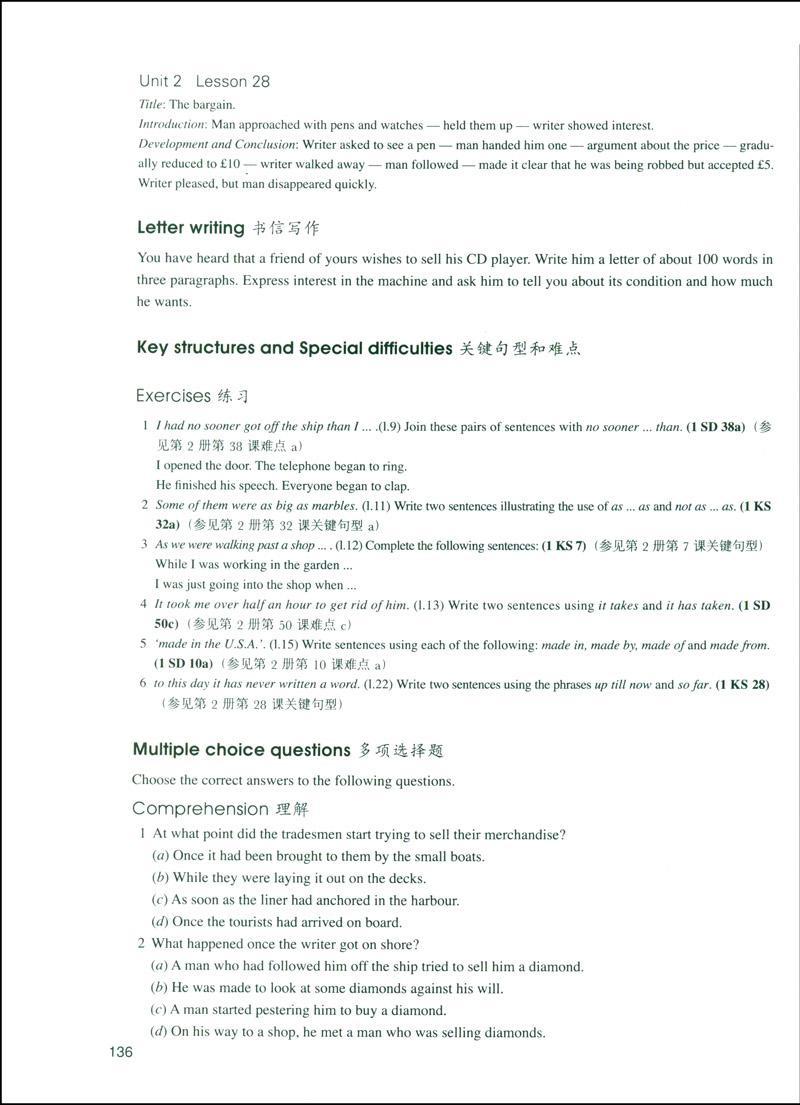 Unit 2 Lesson 28
Title: The bargain.
Introduction: Man approached with pens and watches — held them up — writer showed interest.
Development and Conclusion: Writer asked to see a pen — man handed him one — argument about the price — gradu-
ally reduced to £10 — writer walked away — man followed — made it clear that he was being robbed but accepted £5.
Writer pleased, but man disappeared quickly.
Letter writing 书信写作
You have heard that a friend of yours wishes to sell his CD player. Write him a letter of about 100 words in
three paragraphs. Express interest in the machine and ask him to tell you about its condition and how much
he wants.
Key structures and Special difficulties 关键句型和难点
Exercises 练习
1 I had no sooner got off the ship than I ... .(l.9) Join these pairs of sentences with no sooner ... than. (1 SD 38a)（参
见第 2 册第 38 课难点 a）
I opened the door. The telephone began to ring.
He finished his speech. Everyone began to clap.
2 Some of them were as big as marbles. (l.11) Write two sentences illustrating the use of as ... as and not as ... as. (1 KS
32a)（参见第 2 册第 32 课关键句型 a）
3 As we were walking past a shop ... . (l.12) Complete the following sentences: (1 KS 7)（参见第 2 册第 7 课关键句型）
While I was working in the garden ...
I was just going into the shop when ...
4 It took me over half an hour to get rid of him. (l.13) Write two sentences using it takes and it has taken. (1 SD
50c)（参见第 2 册第 50 课难点 c）
5 ‘made in the U.S.A.’. (l.15) Write sentences using each of the following: made in, made by, made of and made from.
(1 SD 10a)（参见第 2 册第 10 课难点 a）
6 to this day it has never written a word. (l.22) Write two sentences using the phrases up till now and so far. (1 KS 28)
（参见第 2 册第 28 课关键句型）
Multiple choice questions 多项选择题
Choose the correct answers to the following questions.
Comprehension 理解
1 At what point did the tradesmen start trying to sell their merchandise?
(a) Once it had been brought to them by the small boats.
(b) While they were laying it out on the decks.
(c) As soon as the liner had anchored in the harbour.
(d) Once the tourists had arrived on board.
2 What happened once the writer got on shore?
(a) A man who had followed him off the ship tried to sell him a diamond.
(b) He was made to look at some diamonds against his will.
(c) A man started pestering him to buy a diamond.
(d) On his way to a shop, he met a man who was selling diamonds.
136